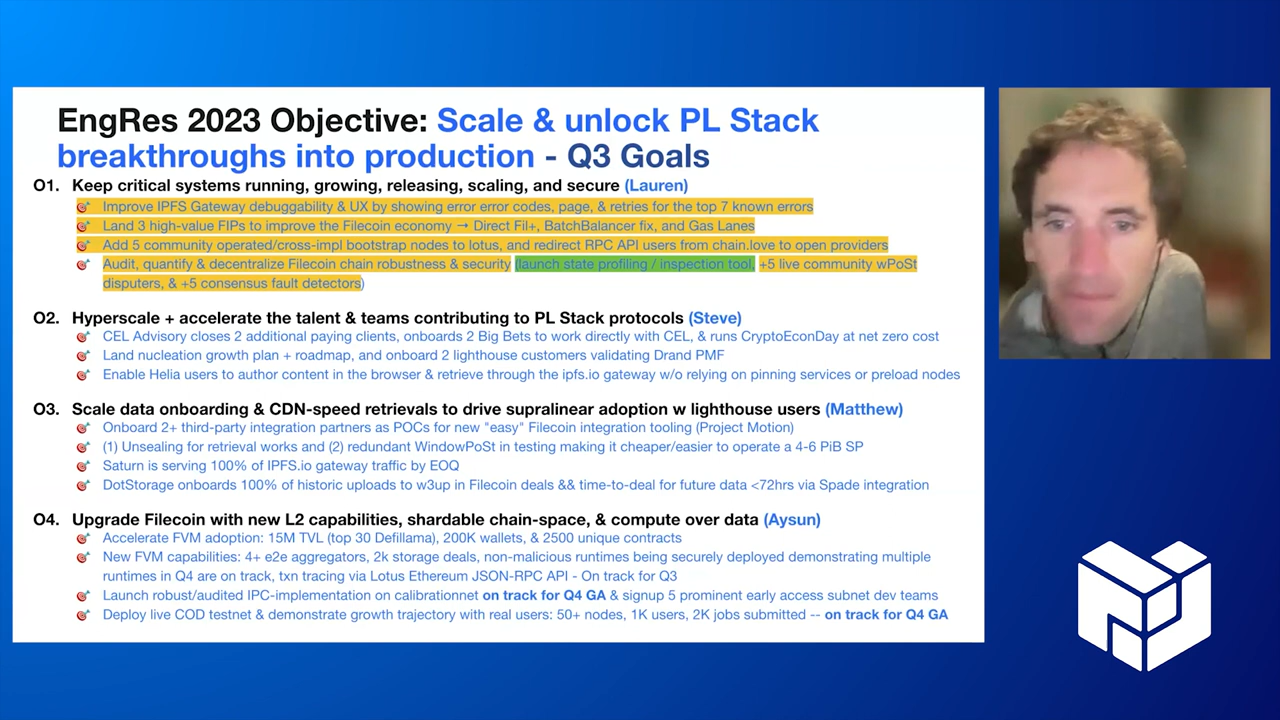 EngRes 2023 Objective: Scale & unlock PL Stack
breakthroughs into production - Q3 Goals
O1. Keep critical systems running, growing, releasing, scaling, and secure (Lauren)
Improve IPFS Gateway debuggability & UX by showing error error codes, page, & retries for the top 7 known errors
Land 3 high-value FIPs to improve the Filecoin economy → Direct Fil+, BatchBalancer fix, and Gas Lanes
Add 5 community operated/cross-impl bootstrap nodes to lotus, and redirect RPC API users from chain.love to open providers
Audit, quantify & decentralize Filecoin chain robustness & security (launch state profiling / inspection tool, +5 live community wPoSt
disputers, & +5 consensus fault detectors)
O2. Hyperscale + accelerate the talent & teams contributing to PL Stack protocols (Steve)
CEL Advisory closes 2 additional paying clients, onboards 2 Big Bets to work directly with CEL, & runs CryptoEconDay at net zero cost
Land nucleation growth plan + roadmap, and onboard 2 lighthouse customers validating Drand PMF
Enable Helia users to author content in the browser & retrieve through the ipfs.io gateway w/o relying on pinning services or preload nodes
O3. Scale data onboarding & CDN-speed retrievals to drive supralinear adoption w lighthouse users (Matthew)
Onboard 2+ third-party integration partners as POCs for new "easy" Filecoin integration tooling (Project Motion)
(1) Unsealing for retrieval works and (2) redundant WindowPoSt in testing making it cheaper/easier to operate a 4-6 PiB SP
Saturn is serving 100% of IPFS.io gateway traffic by EOQ
DotStorage onboards 100% of historic uploads to w3up in Filecoin deals && time-to-deal for future data <72hrs via Spade integration
O4. Upgrade Filecoin with new L2 capabilities, shardable chain-space, & compute over data (Aysun)
Accelerate FVM adoption: 15M TVL (top 30 Defillama), 200K wallets, & 2500 unique contracts
New FVM capabilities: 4+ e2e aggregators, 2k storage deals, non-malicious runtimes being securely deployed demonstrating multiple
runtimes in Q4 are on track, txn tracing via Lotus Ethereum JSON-RPC API - On track for Q3
Launch robust/audited IPC-implementation on calibrationnet on track for Q4 GA & signup 5 prominent early access subnet dev teams
Deploy live COD testnet & demonstrate growth trajectory with real users: 50+ nodes, 1K users, 2K jobs submitted -- on track for Q4 GA